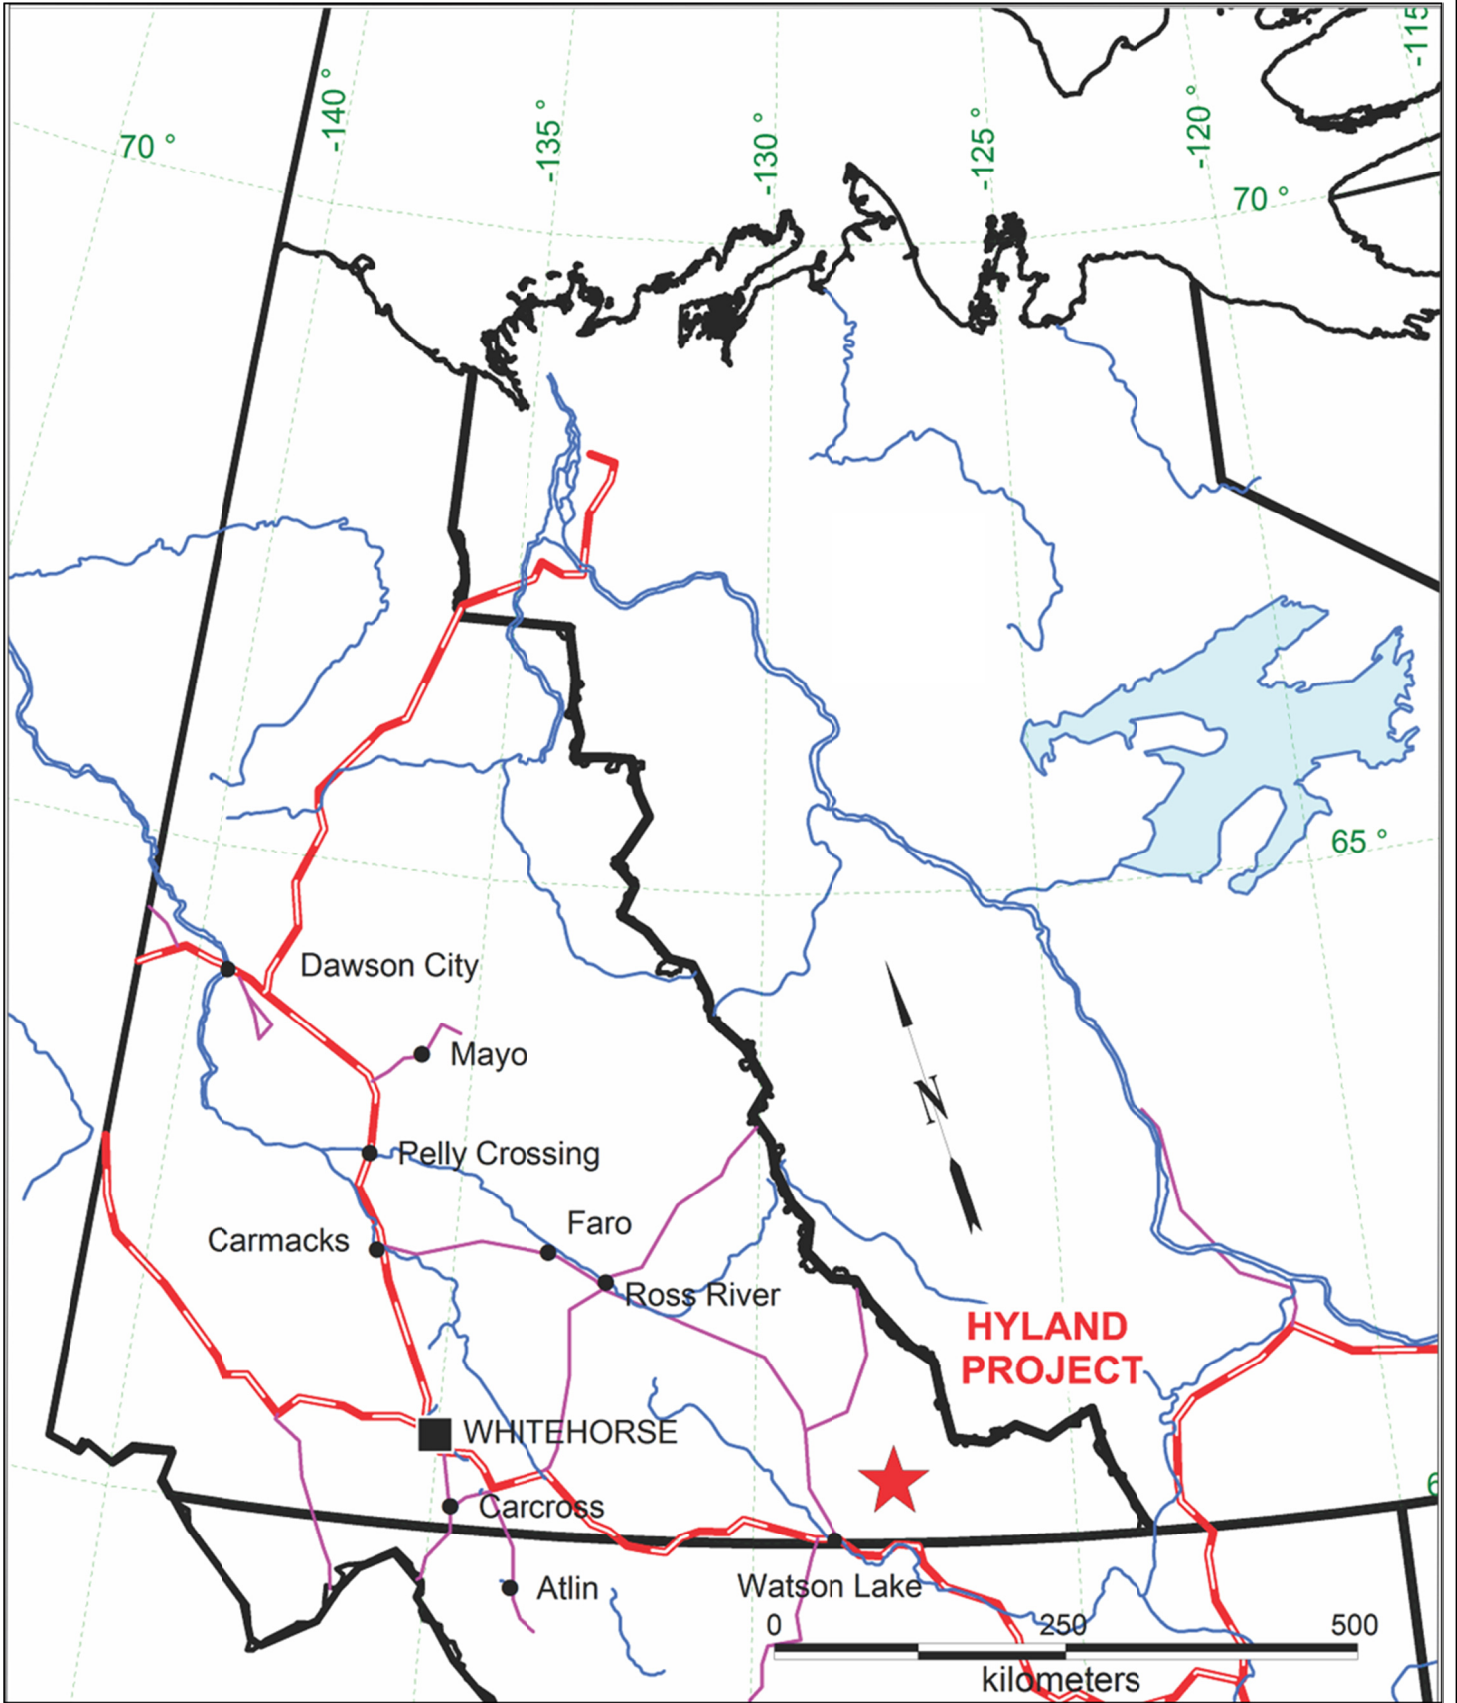 -115
-140 °
-135 °
-130 °
-125 °
-120 °
70 °
70 °
65 °
Dawson City
Mayo
Pelly Crossing
Faro
Carmacks
Ross River
HYLAND
PROJECT
N
WHITEHORSE
Carcross
Atlin
Watson Lake
0 250 500
kilometers